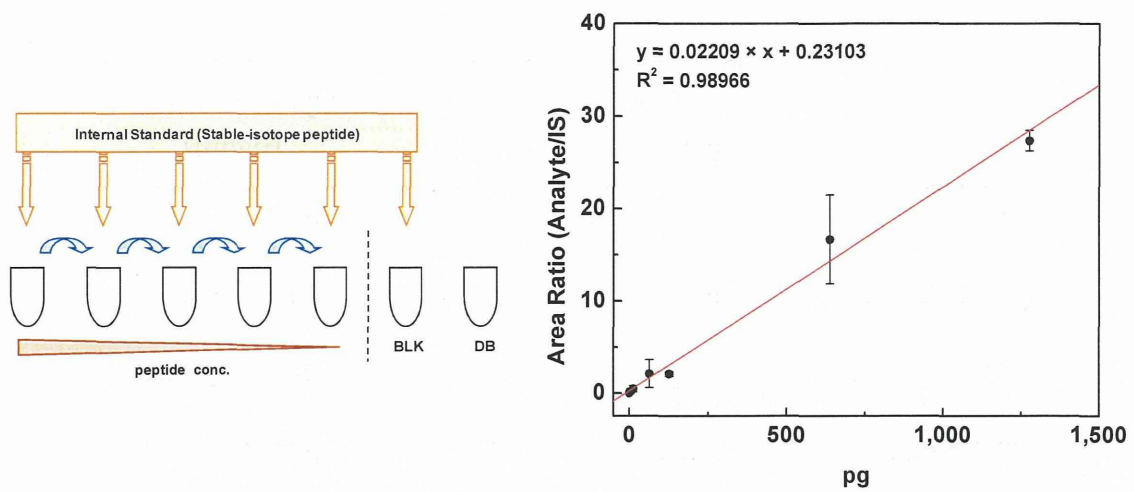 Internal Standard (Stable-isotope peptide)
BLK
DB
peptide conc.
y = 0.02209 × x + 0.23103
R² = 0.98966
Area Ratio (Analyte/IS)
40
30
20
10
0
0
500
1,000
1,500
pg